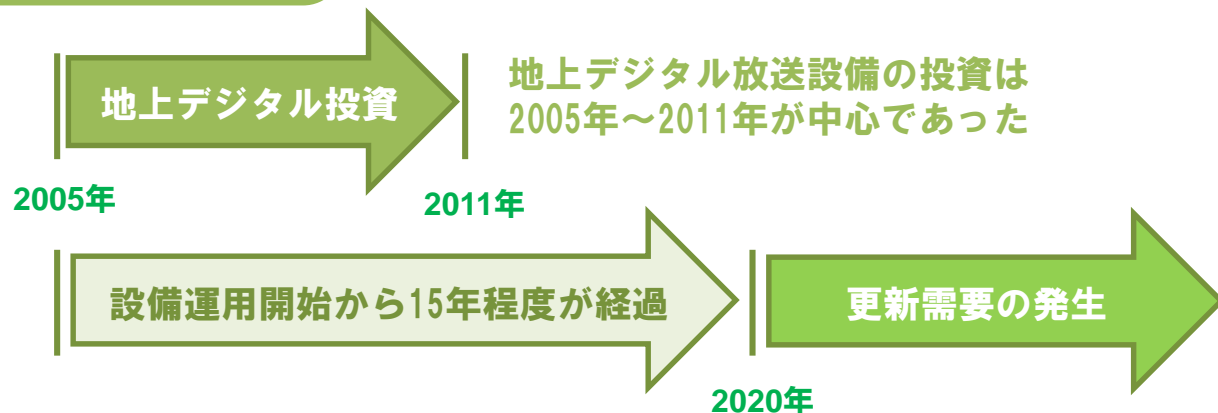 地上デジタル投資
地上デジタル放送設備の投資は
2005年～2011年が中心であった
2005年
2011年
設備運用開始から15年程度が経過
更新需要の発生
2020年